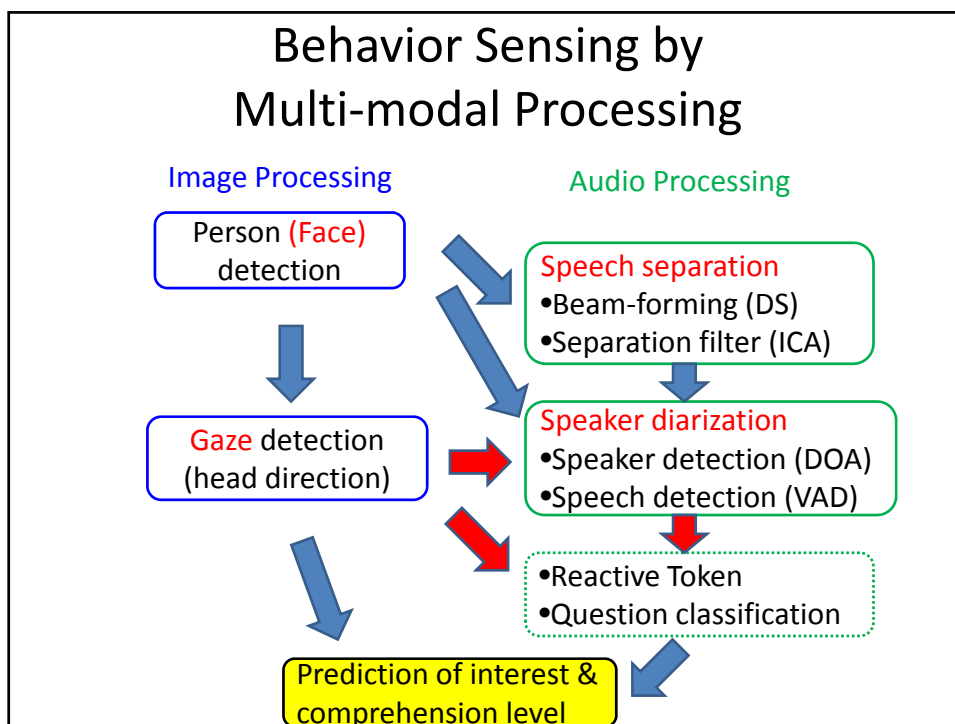 Behavior Sensing by
Multi-modal Processing
Image Processing
Audio Processing
Person (Face)
detection
Speech separation
•Beam-forming (DS)
•Separation filter (ICA)
Gaze detection
(head direction)
Speaker diarization
•Speaker detection (DOA)
•Speech detection (VAD)
•Reactive Token
•Question classification
Prediction of interest &
comprehension level